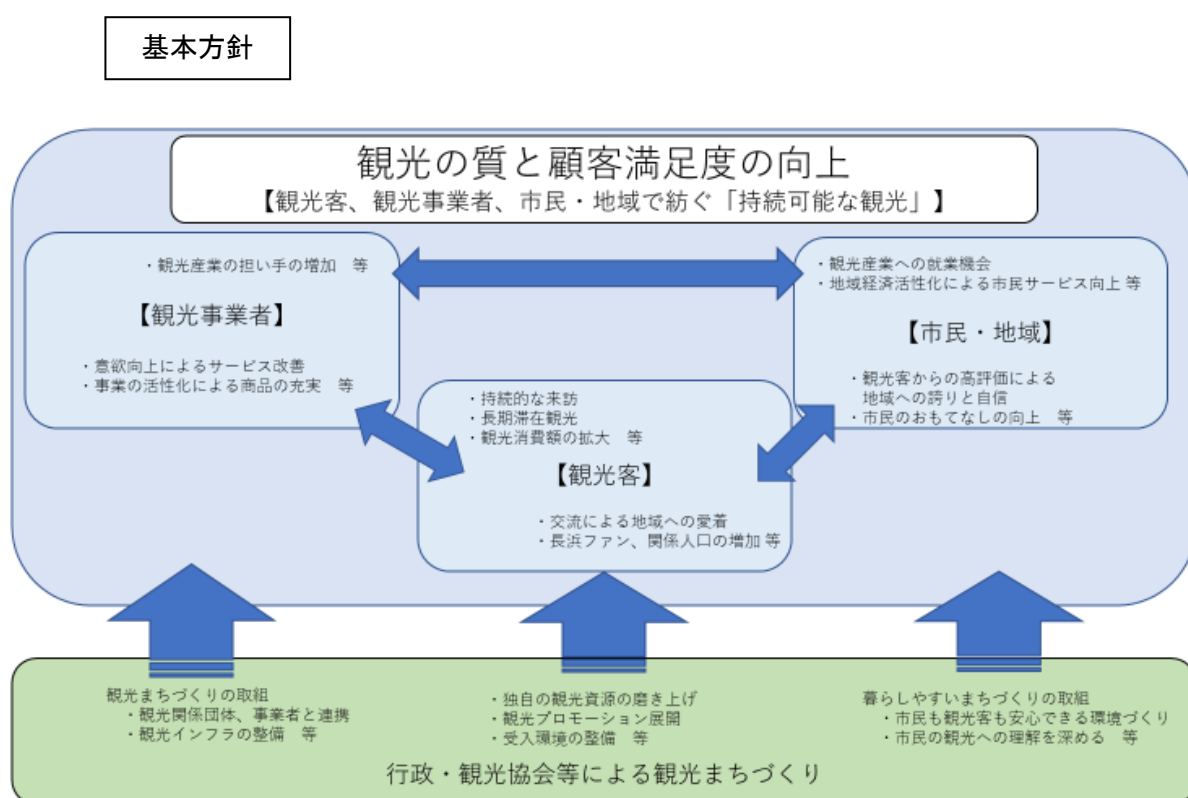 基本方針
観光の質と顧客満足度の向上
【観光客、観光事業者、市民・地域で紡ぐ「持続可能な観光」】
・観光産業の担い手の増加　等
【観光事業者】
・意欲向上によるサービス改善
・事業の活性化による商品の充実　等
・観光産業への就業機会
・地域経済活性化による市民サービス向上 等
【市民・地域】
・観光客からの高評価による
地域への誇りと自信
・市民のおもてなしの向上　等
・持続的な来訪
・長期滞在観光
・観光消費額の拡大　等
【観光客】
・交流による地域への愛着
・長浜ファン、関係人口の増加 等
観光まちづくりの取組
・観光関係団体、事業者と連携
・観光インフラの整備　等
・独自の観光資源の磨き上げ
・観光プロモーション展開
・受入環境の整備　等
暮らしやすいまちづくりの取組
・市民も観光客も安心できる環境づくり
・市民の観光への理解を深める　等
行政・観光協会等による観光まちづくり